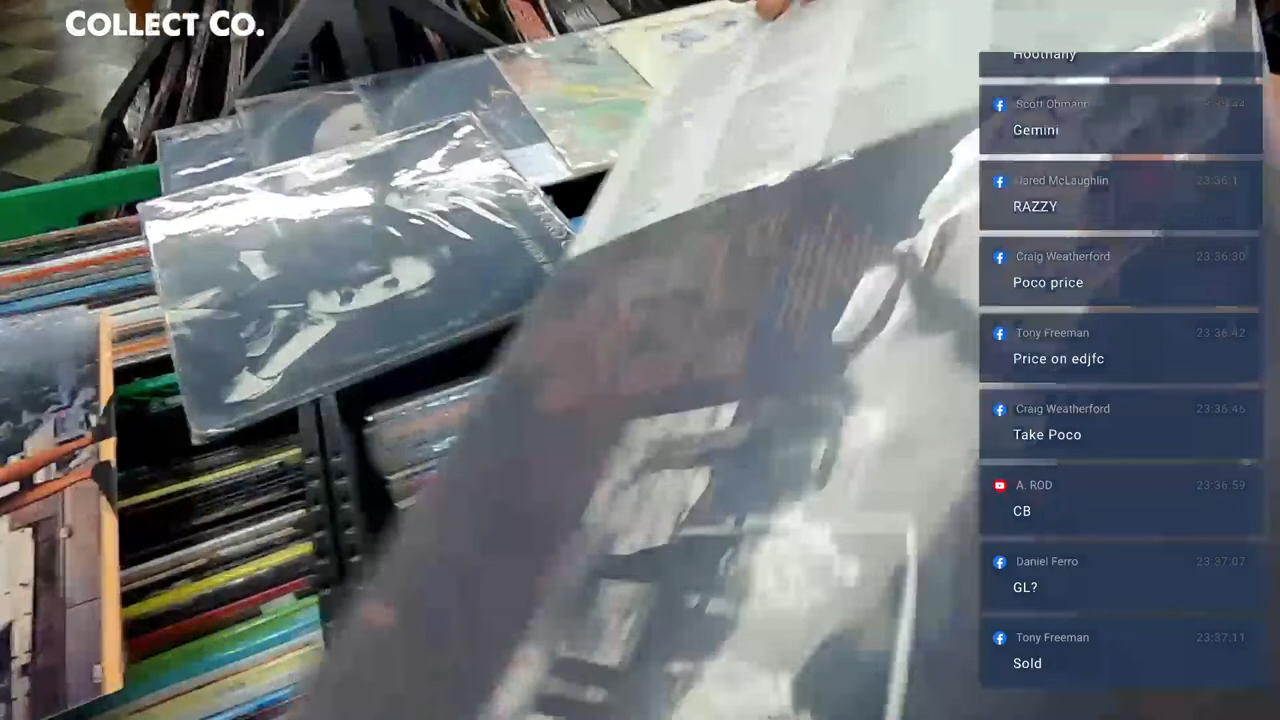 COLLECT CO.
Hootnany
Scott Obmann
Gemini
Jared McLaughlin
23:36:1
RAZZY
Craig Weatherford
23:36:30
Poco price
Tony Freeman
23:36:42
Price on edjfc
Craig Weatherford
23:36:46
Take Poco
A. ROD
23:36:59
CB
Daniel Ferro
23:37:07
GL?
Tony Freeman
23:37:11
Sold